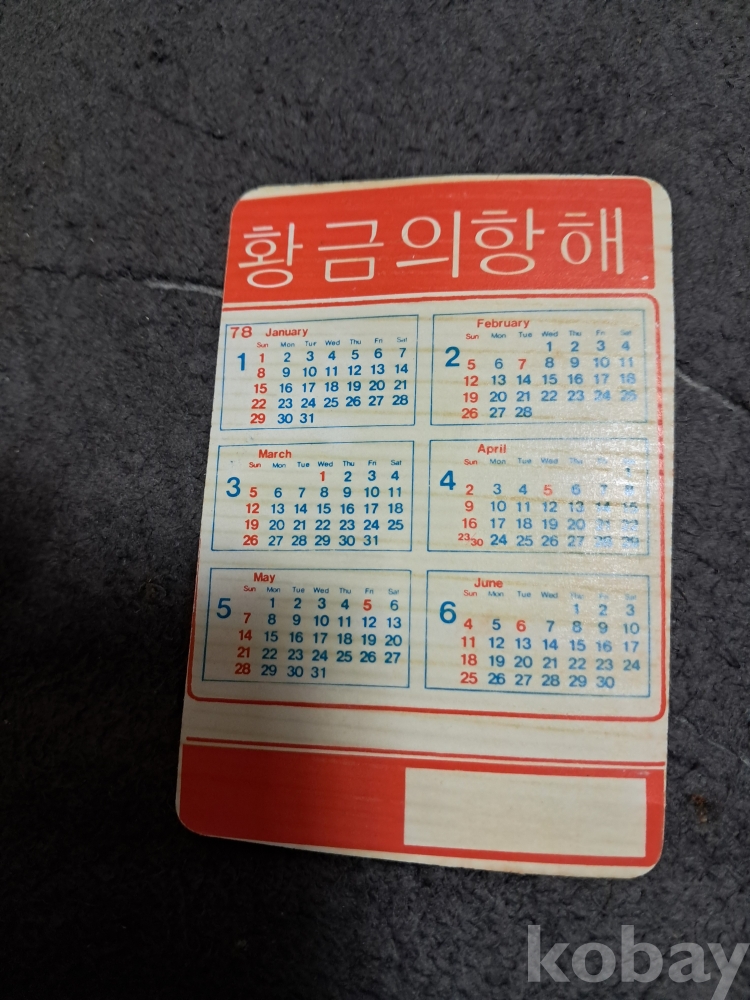 황금의항해
78 January
1
Sun Mon Tue Wed Thu Fri Sat
1 2 3 4 5 6 7
8 9 10 11 12 13 14
15 16 17 18 19 20 21
22 23 24 25 26 27 28
29 30 31
February
2
Sun Mon Tue Wed Thu Fri Sat
1 2 3 4
5 6 7 8 9 10 11
12 13 14 15 16 17 18
19 20 21 22 23 24 25
26 27 28
March
3
Sun Mon Tue Wed Thu Fri Sat
1 2 3 4
5 6 7 8 9 10 11
12 13 14 15 16 17 18
19 20 21 22 23 24 25
26 27 28 29 30 31
April
4
Sun Mon Tue Wed Thu Fri
1
2 3 4 5 6 7 8
9 10 11 12 13 14 15
16 17 18 19 20 21 22
23/30 24 25 26 27 28 29
May
5
Sun Mon Tue Wed Thu Fri Sat
1 2 3 4 5 6
7 8 9 10 11 12 13
14 15 16 17 18 19 20
21 22 23 24 25 26 27
28 29 30 31
June
6
Sun Mon Tue Wed Thu Fri Sat
1 2 3
4 5 6 7 8 9 10
11 12 13 14 15 16 17
18 19 20 21 22 23 24
25 26 27 28 29 30
kobay